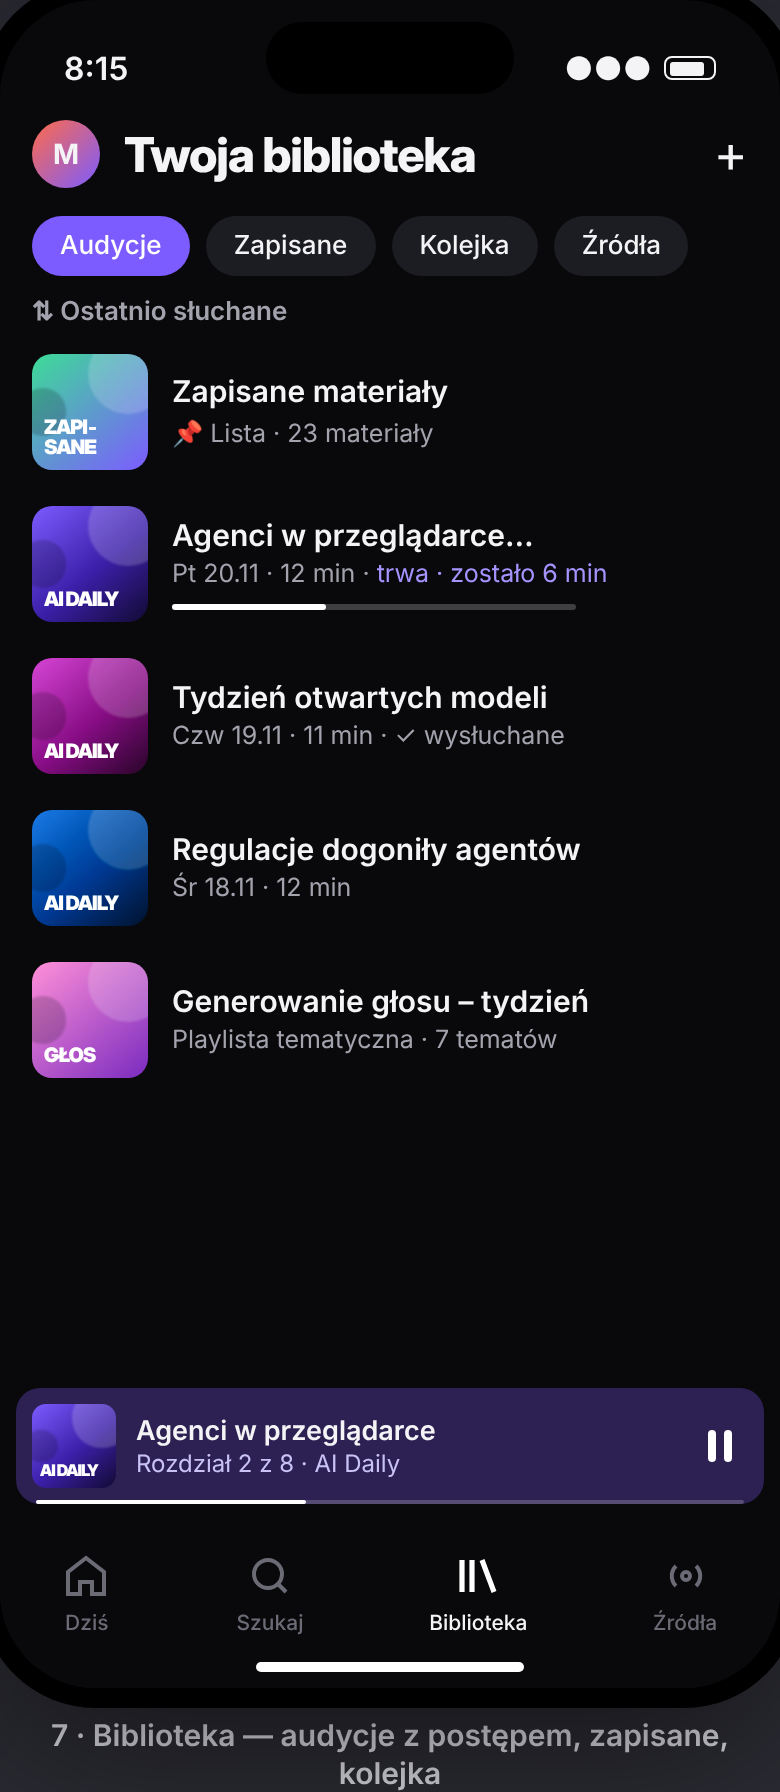 8:15
M
Twoja biblioteka
+
Audycje
Zapisane
Kolejka
Źródła
⇅ Ostatnio słuchane
ZAPI-
SANE
Zapisane materiały
📌 Lista · 23 materiały
AI DAILY
Agenci w przeglądarce...
Pt 20.11 · 12 min · trwa · zostało 6 min
AI DAILY
Tydzień otwartych modeli
Czw 19.11 · 11 min · ✓ wysłuchane
AI DAILY
Regulacje dogoniły agentów
Śr 18.11 · 12 min
GŁOS
Generowanie głosu – tydzień
Playlista tematyczna · 7 tematów
AI DAILY
Agenci w przeglądarce
Rozdział 2 z 8 · AI Daily
Dziś
Szukaj
Biblioteka
Źródła
7 · Biblioteka — audycje z postępem, zapisane,
kolejka